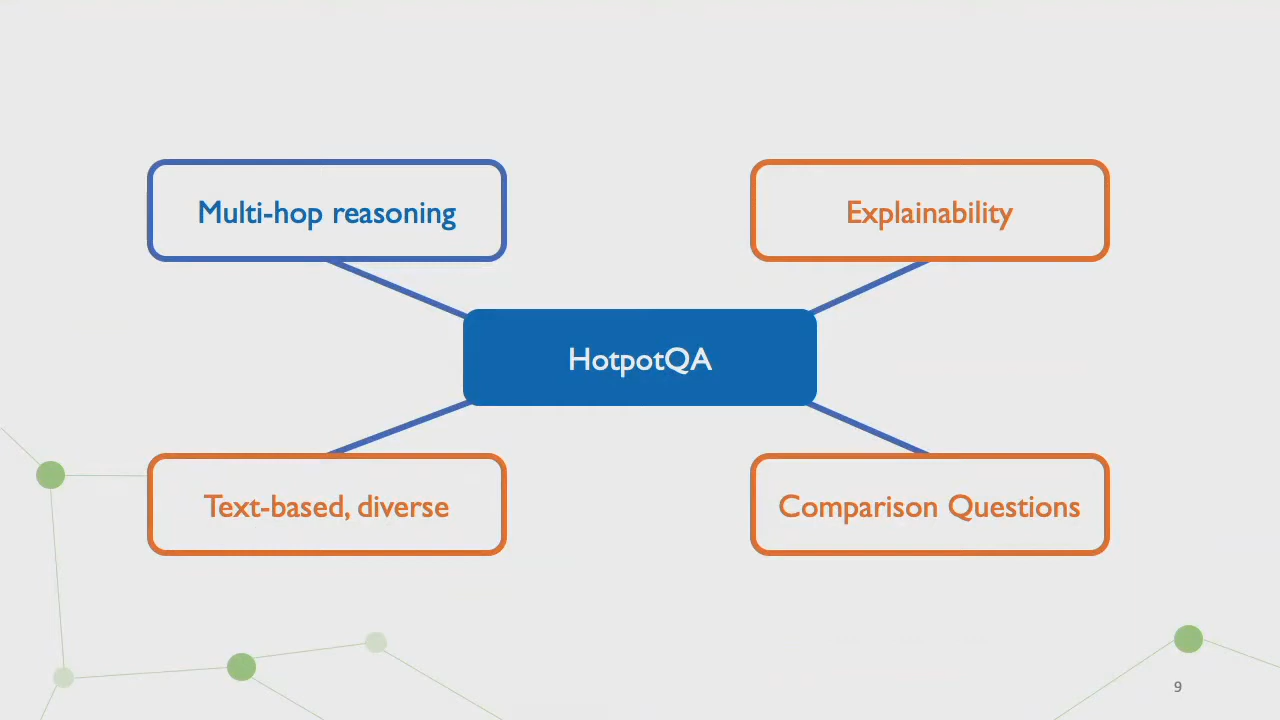 Multi-hop reasoning
Explainability
HotpotQA
Text-based, diverse
Comparison Questions
9